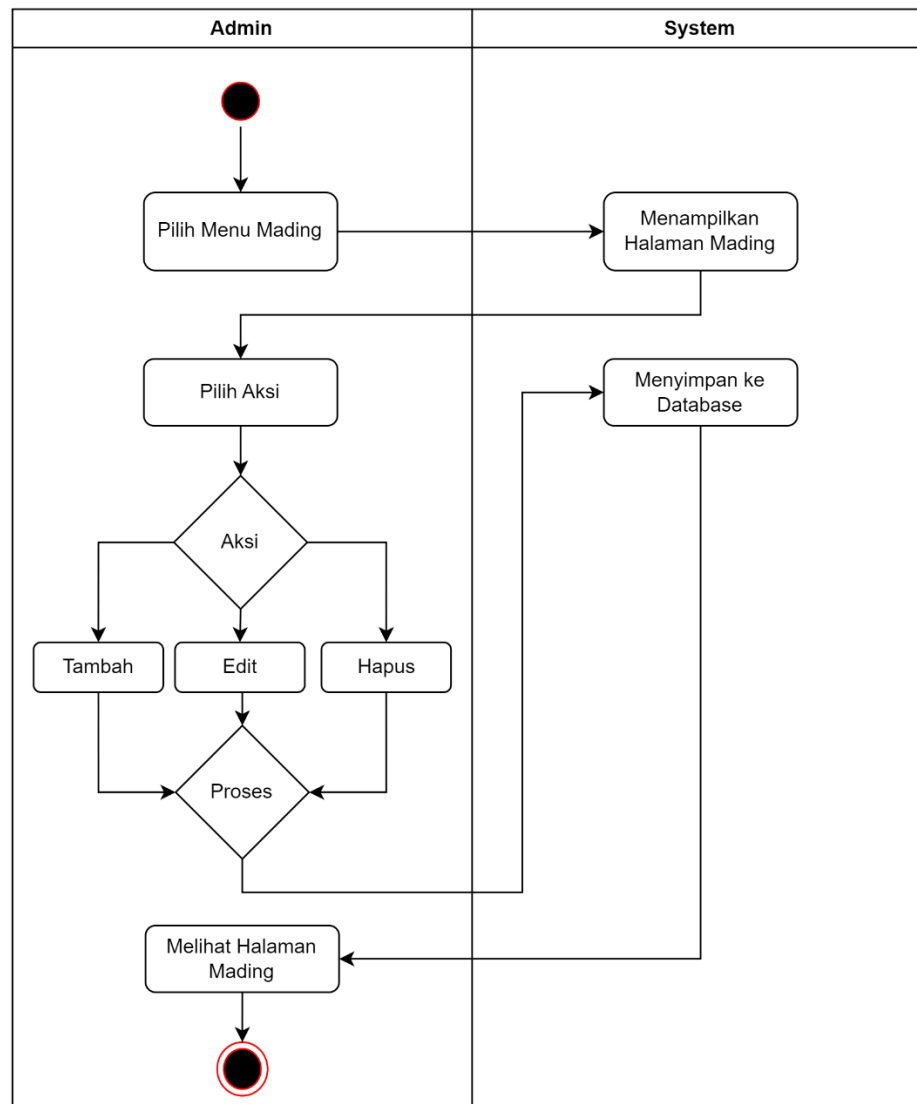 Admin
System
Pilih Menu Mading
Menampilkan
Halaman Mading
Pilih Aksi
Menyimpan ke
Database
Aksi
Tambah
Edit
Hapus
Proses
Melihat Halaman
Mading